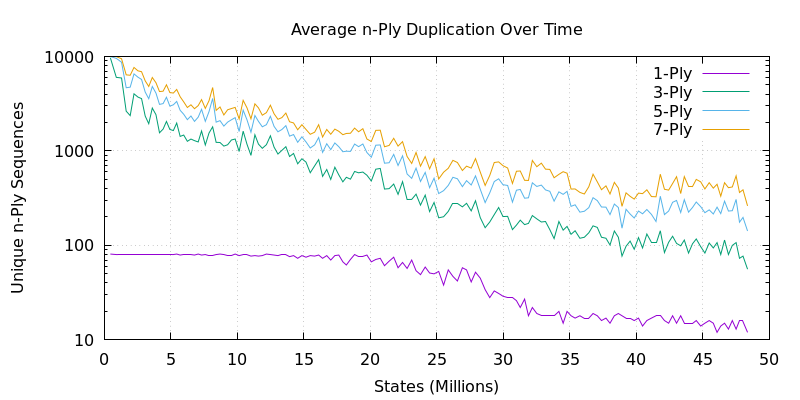 Average n-Ply Duplication Over Time
Unique n-Ply Sequences
10000
1000
100
10
1-Ply
3-Ply
5-Ply
7-Ply
0 5 10 15 20 25 30 35 40 45 50
States (Millions)